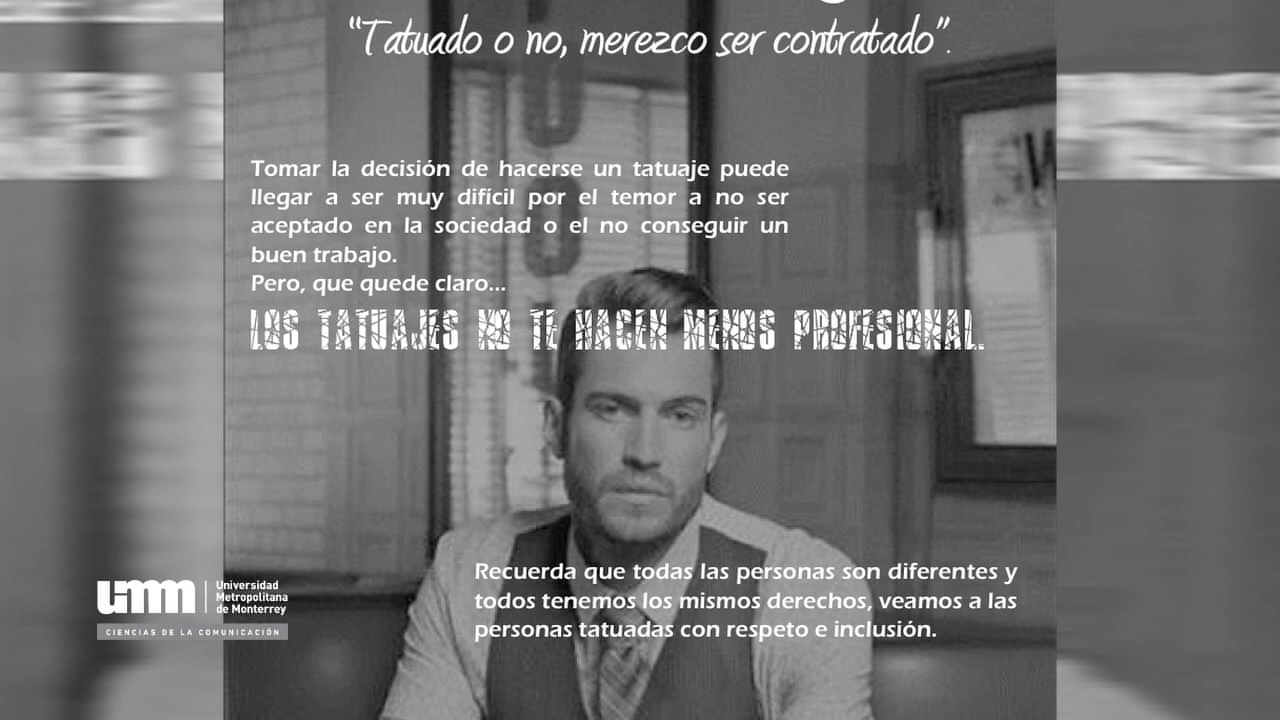 “Tatuado o no, merezco ser contratado”.
Tomar la decisión de hacerse un tatuaje puede
llegar a ser muy difícil por el temor a no ser
aceptado en la sociedad o el no conseguir un
buen trabajo.
Pero, que quede claro...
LOS TATUAJES NO TE HACEN MENOS PROFESIONAL.
Recuerda que todas las personas son diferentes y
todos tenemos los mismos derechos, veamos a las
personas tatuadas con respeto e inclusión.
umm
Universidad
Metropolitana
de Monterrey
CIENCIAS DE LA COMUNICACIÓN